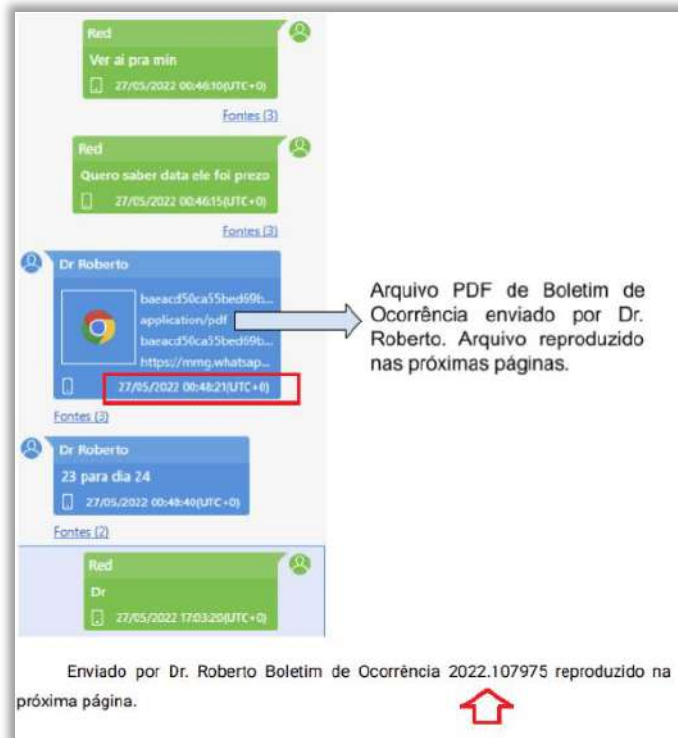 Red
Ver ai pra min
27/05/2022 00:46:10(UTC+0)
Fontes (3)
Red
Quero saber data ele foi prezo
27/05/2022 00:46:15(UTC+0)
Fontes (3)
Dr Roberto
baeacd50ca55bed69b...
application/pdf
baeacd50ca55bed69b...
https://mmg.whatsap...
27/05/2022 00:48:21(UTC+0)
Fontes (3)
Arquivo PDF de Boletim de
Ocorrência enviado por Dr.
Roberto. Arquivo reproduzido
nas próximas páginas.
Dr Roberto
23 para dia 24
27/05/2022 00:48:40(UTC+0)
Fontes (2)
Red
Dr
27/05/2022 17:03:20(UTC+0)
Enviado por Dr. Roberto Boletim de Ocorrência 2022.107975 reproduzido na
próxima página.